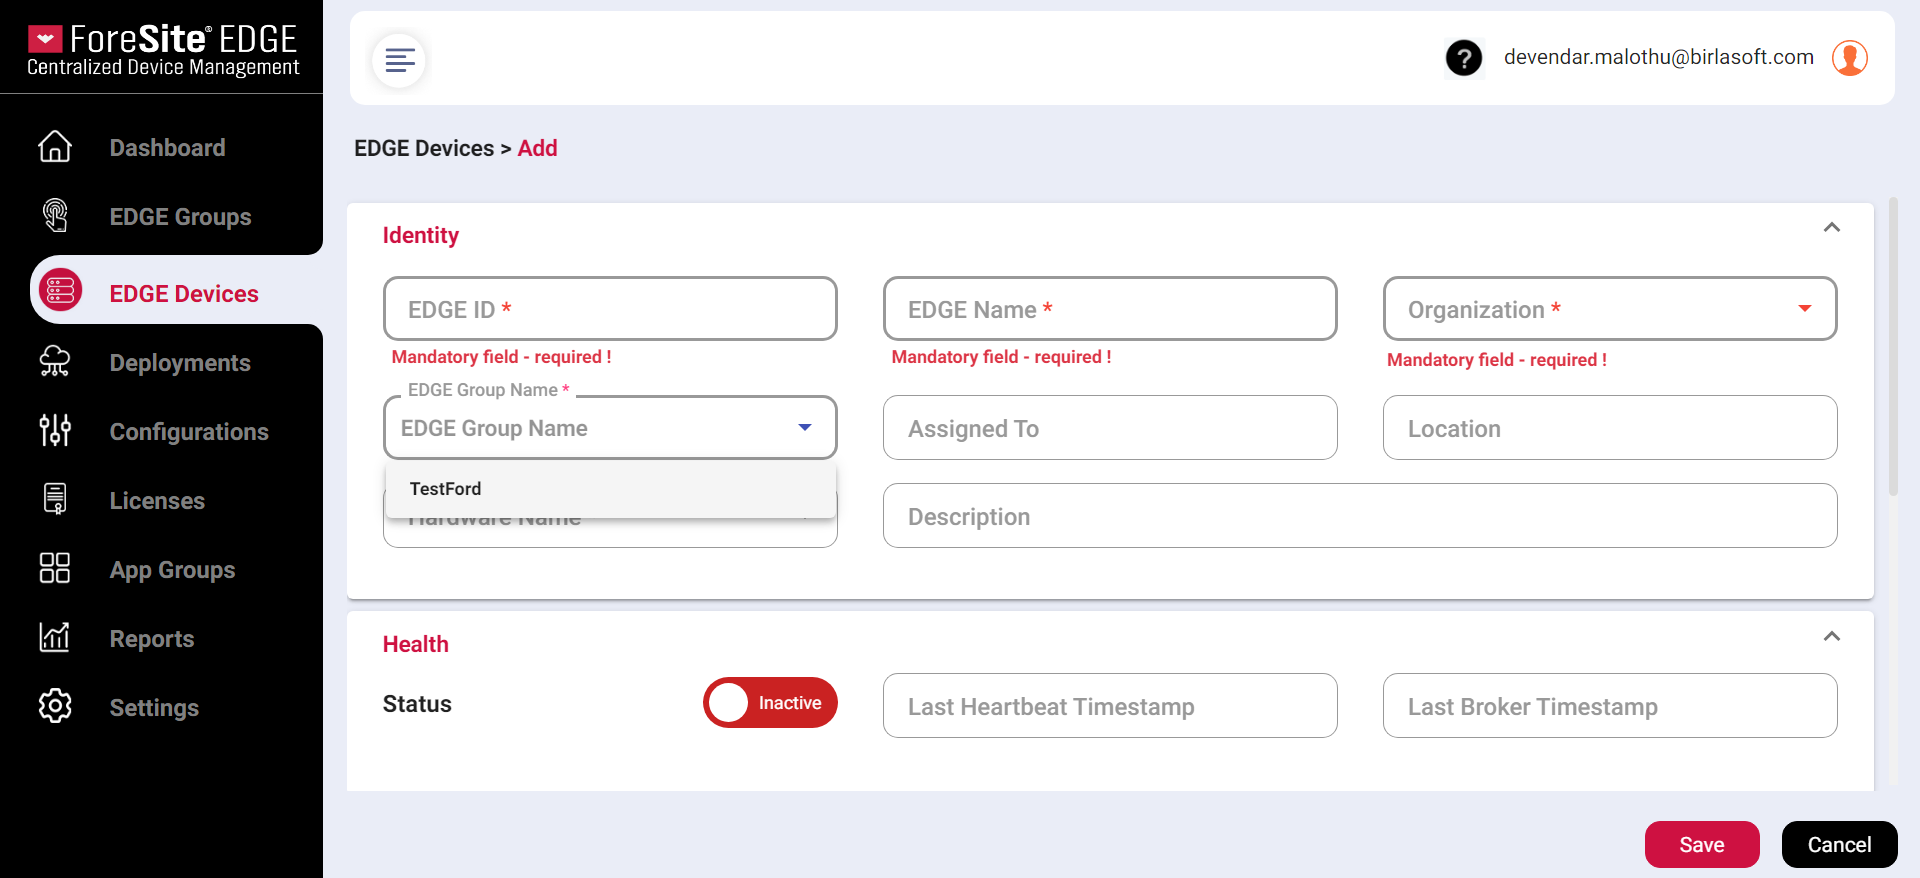 ForeSite® EDGE
Centralized Device Management
? devendar.malothu@birlasoft.com
Dashboard
EDGE Groups
EDGE Devices
Deployments
Configurations
Licenses
App Groups
Reports
Settings
EDGE Devices > Add
Identity
EDGE ID *
EDGE Name *
Organization *
Mandatory field - required !
Mandatory field - required !
Mandatory field - required !
EDGE Group Name *
EDGE Group Name
Assigned To
Location
TestFord
Hardware Name
Description
Health
Status
Inactive
Last Heartbeat Timestamp
Last Broker Timestamp
Save
Cancel